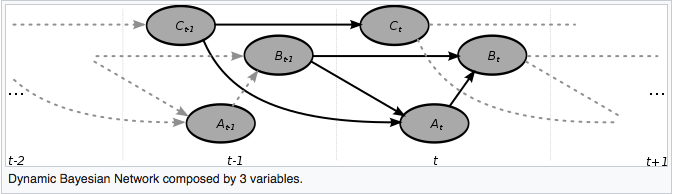 Ct-1
Ct
Bt-1
Bt
...
...
At-1
At
t-2
t-1
t
t+1
Dynamic Bayesian Network composed by 3 variables.